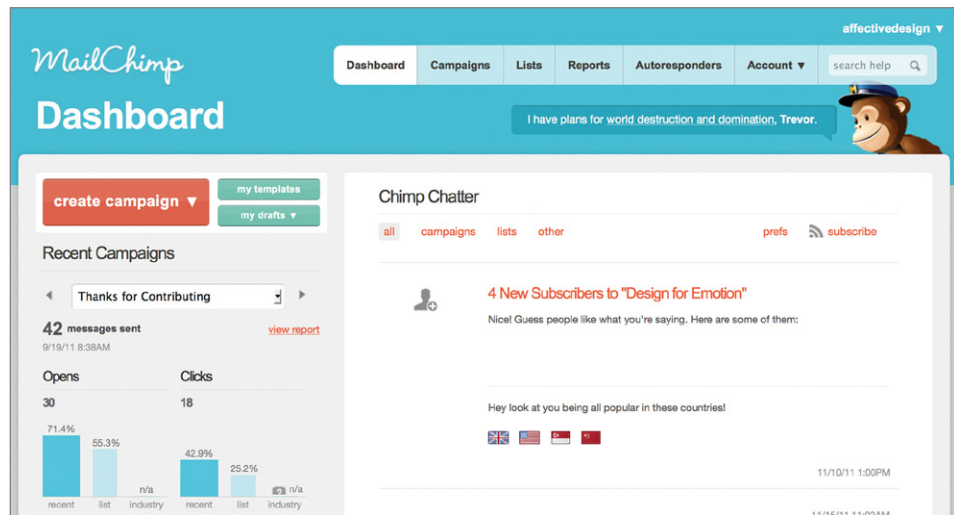 affectivedesign ▼
MailChimp
Dashboard Campaigns Lists Reports Autoresponders Account ▼ search help
Dashboard
I have plans for world destruction and domination, Trevor.
create campaign ▼
my templates
my drafts ▼
Recent Campaigns
Thanks for Contributing
42 messages sent
view report
9/19/11 8:38AM
Opens Clicks
30 18
71.4%
55.3%
n/a
42.9%
25.2%
n/a
recent list industry recent list industry
Chimp Chatter
all campaigns lists other prefs subscribe
4 New Subscribers to "Design for Emotion"
Nice! Guess people like what you're saying. Here are some of them:
Hey look at you being all popular in these countries!
11/10/11 1:00PM